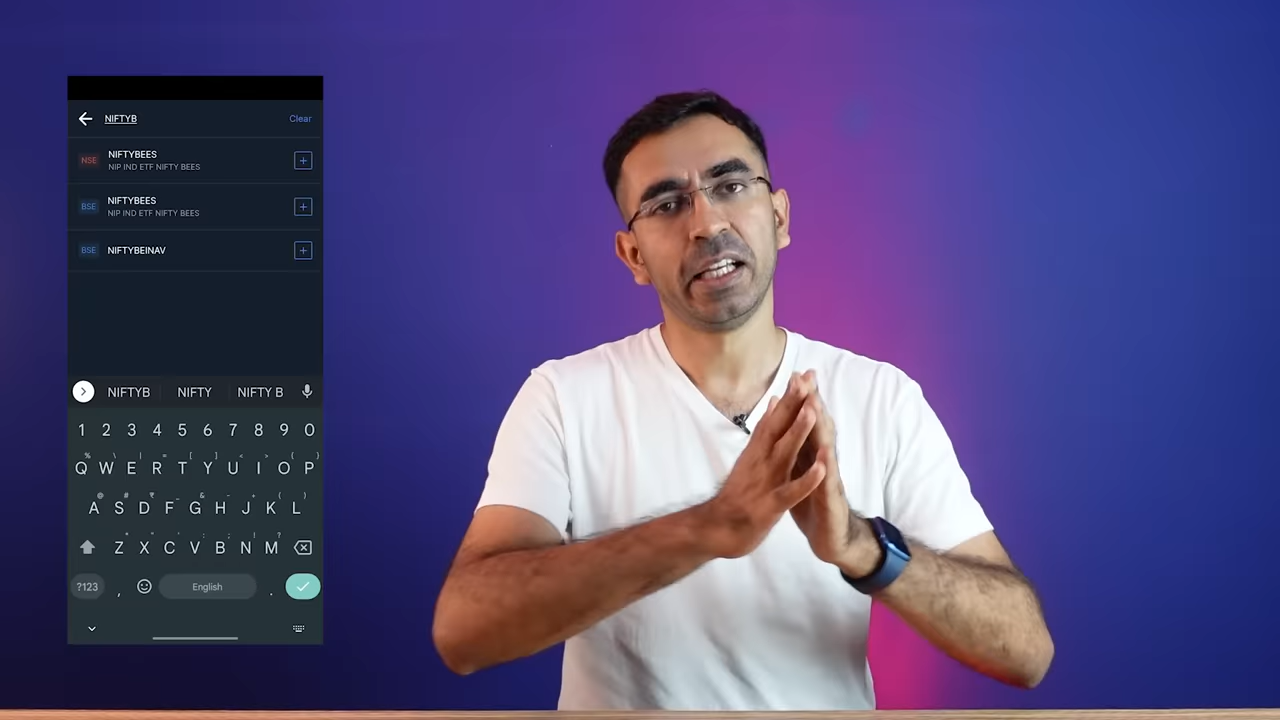 NIFTYB Clear
NSE NIFTYBEES
NIP IND ETF NIFTY BEES
BSE NIFTYBEES
NIP IND ETF NIFTY BEES
BSE NIFTYBEINAV
NIFTYB NIFTY NIFTY B
1 2 3 4 5 6 7 8 9 0
Q W E R T Y U I O P
A S D F G H J K L
Z X C V B N M
?123 , English .